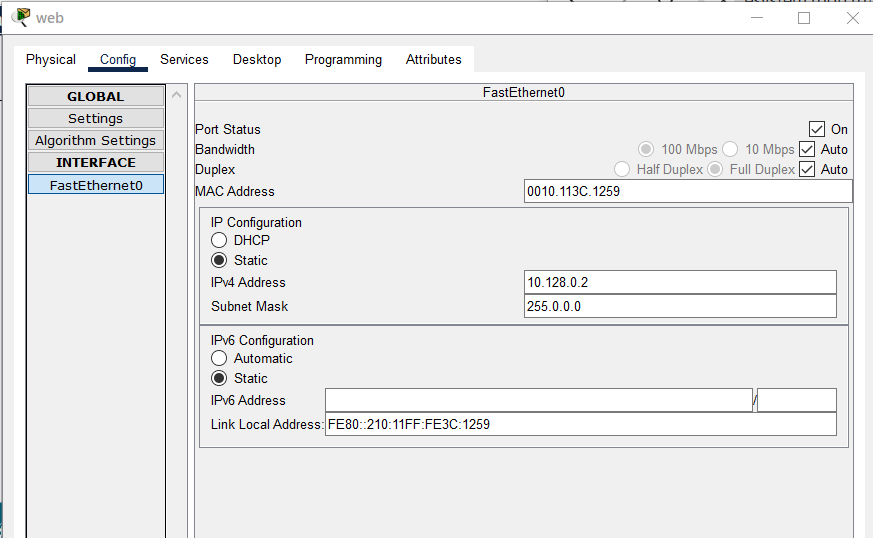 web
Physical Config Services Desktop Programming Attributes
GLOBAL
Settings
Algorithm Settings
INTERFACE
FastEthernet0
FastEthernet0
Port Status On
Bandwidth 100 Mbps 10 Mbps Auto
Duplex Half Duplex Full Duplex Auto
MAC Address 0010.113C.1259
IP Configuration
DHCP
Static
IPv4 Address 10.128.0.2
Subnet Mask 255.0.0.0
IPv6 Configuration
Automatic
Static
IPv6 Address /
Link Local Address: FE80::210:11FF:FE3C:1259